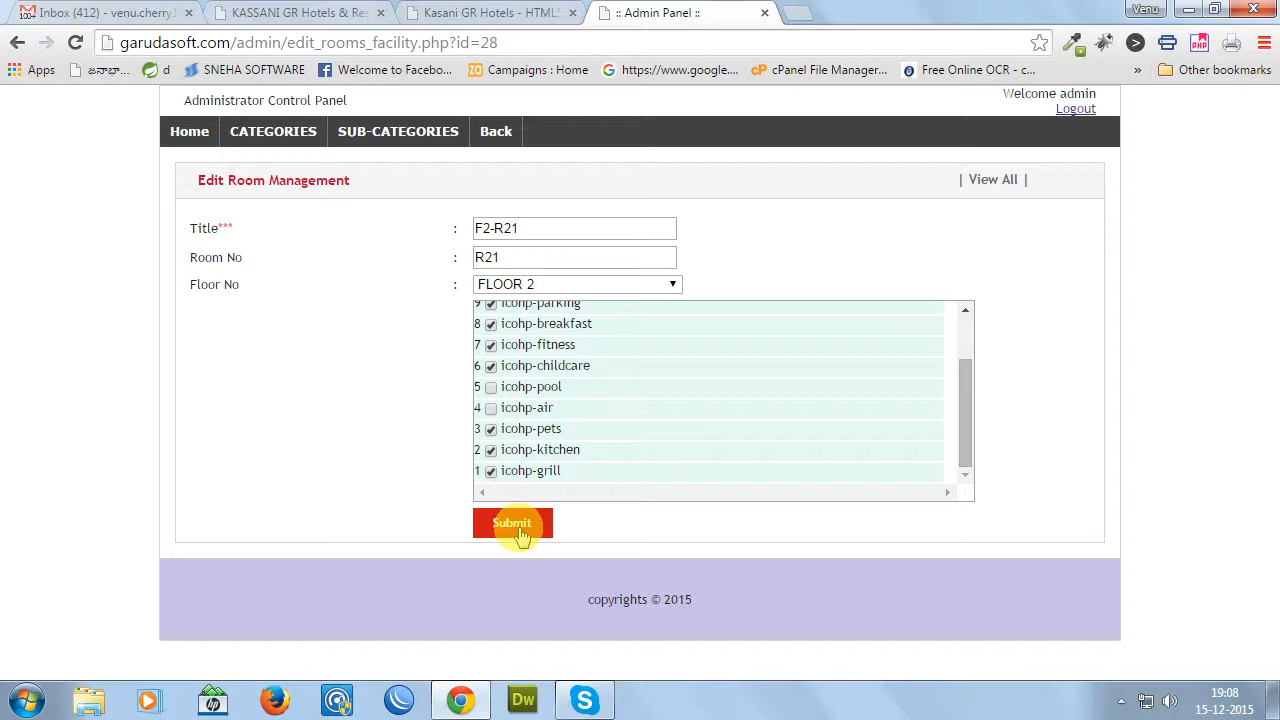 Inbox (412) - venu.cherry1
KASSANI GR Hotels & Res
Kasani GR Hotels - HTML
:: Admin Panel ::
Venu
garudasoft.com/admin/edit_rooms_facility.php?id=28
Apps
d
SNEHA SOFTWARE
Welcome to Facebo...
Campaigns : Home
https://www.google....
cPanel File Manager...
Free Online OCR - c...
»
Other bookmarks
Administrator Control Panel
Welcome admin
Logout
Home
CATEGORIES
SUB-CATEGORIES
Back
Edit Room Management
| View All |
Title*** : F2-R21
Room No : R21
Floor No : FLOOR 2
9 icohp-parking
8 icohp-breakfast
7 icohp-fitness
6 icohp-childcare
5 icohp-pool
4 icohp-air
3 icohp-pets
2 icohp-kitchen
1 icohp-grill
Submit
copyrights © 2015
hp
Dw
S
19:08
15-12-2015